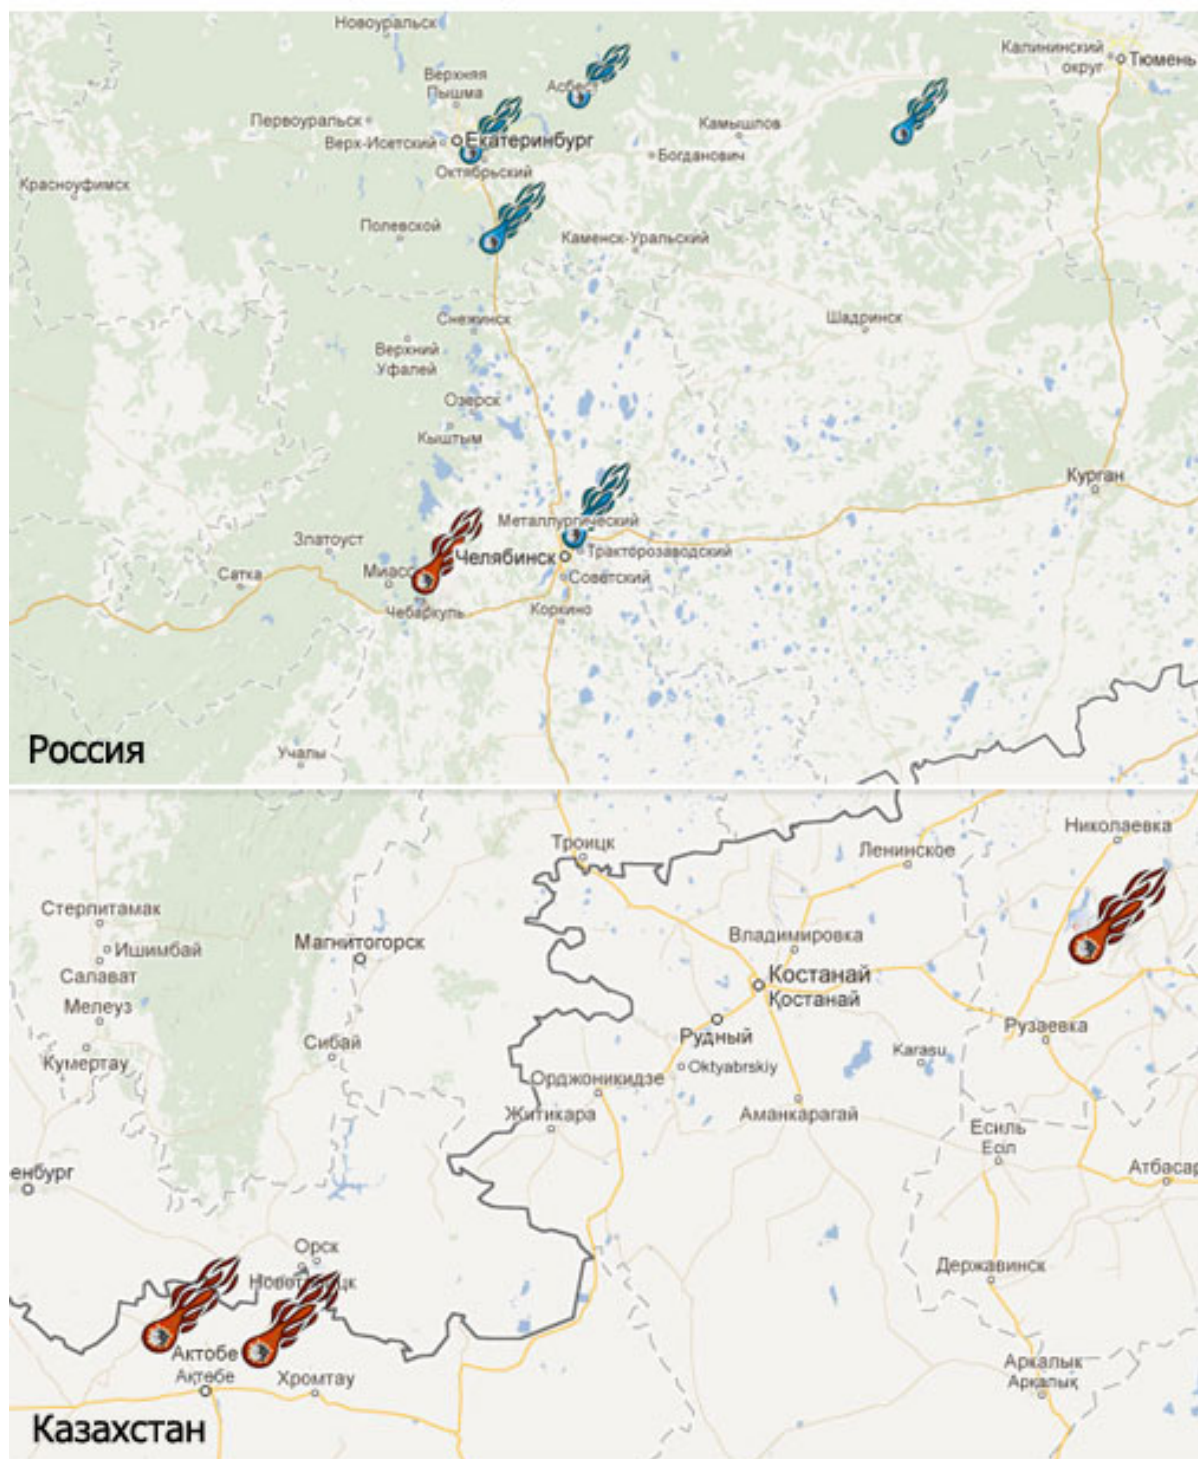 Новоуральск
Калининский
округ
Тюмень
Верхняя
Пышма
Асбест
Первоуральск
Камышлов
Верх-Исетский
Екатеринбург
Богданович
Октябрьский
Красноуфимск
Полевской
Каменск-Уральский
Снежинск
Шадринск
Верхний
Уфалей
Озерск
Кыштым
Курган
Металлургический
Златоуст
Челябинск
Тракторозаводский
Сатка
Миасс
Советский
Чебаркуль
Коркино
Россия
Учалы
Николаевка
Троицк
Ленинское
Стерлитамак
Ишимбай
Магнитогорск
Владимировка
Салават
Костанай
Қостанай
Мелеуз
Рудный
Рузаевка
Кумертау
Сибай
Karasu
Oktyabrskiy
Орджоникидзе
Житикара
Аманкарагай
Есиль
Есіл
енбург
Атбасар
Орск
Державинск
Актобе
Ақтөбе
Хромтау
Аркалык
Арқалық
Казахстан